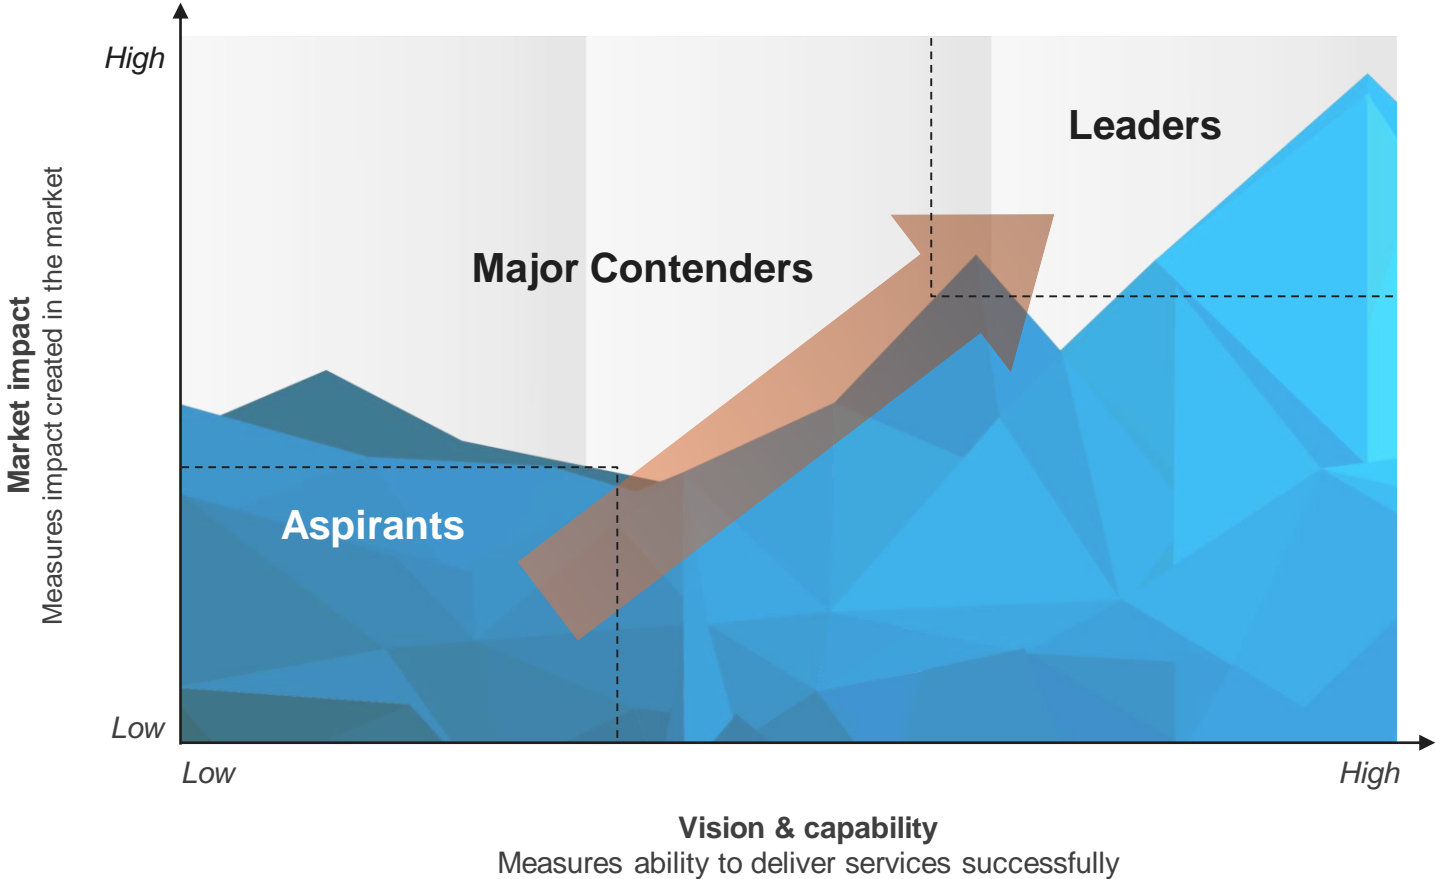 High
Leaders
Major Contenders
Market impact
Measures impact created in the market
Aspirants
Low
Low
High
Vision & capability
Measures ability to deliver services successfully